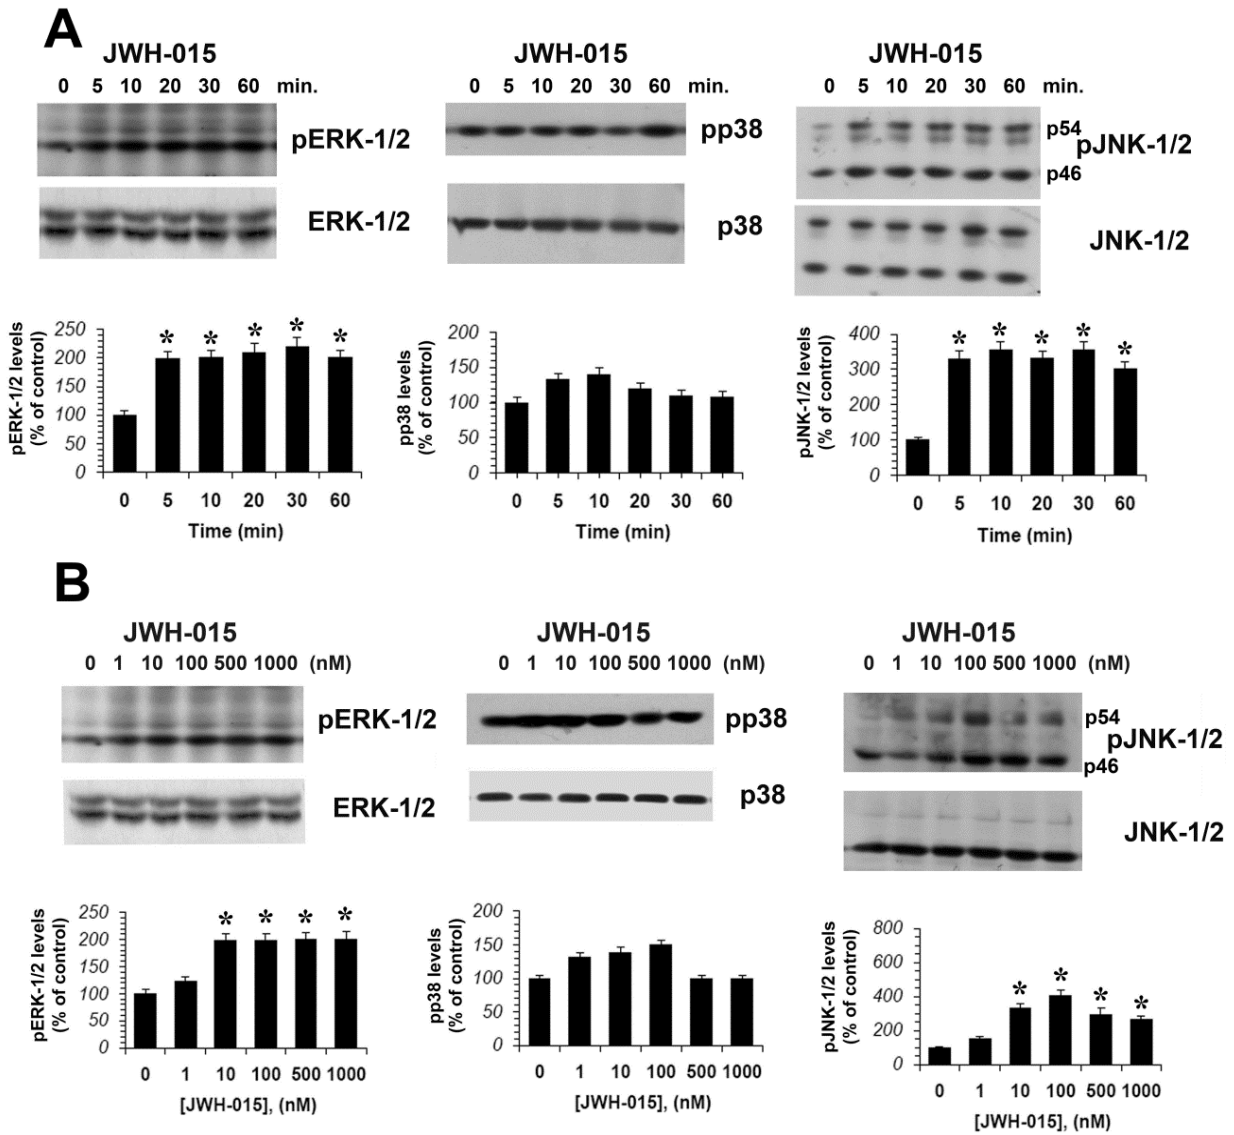 A
JWH-015
0 5 10 20 30 60 min.
pERK-1/2
ERK-1/2
JWH-015
0 5 10 20 30 60 min.
pp38
p38
JWH-015
0 5 10 20 30 60 min.
p54
pJNK-1/2
p46
JNK-1/2
pERK-1/2 levels
(% of control)
250
200
150
100
50
0
0 5 10 20 30 60
Time (min)
* * * * *
pp38 levels
(% of control)
200
150
100
50
0
0 5 10 20 30 60
Time (min)
pJNK-1/2 levels
(% of control)
400
300
200
100
0
0 5 10 20 30 60
Time (min)
* * * * *
B
JWH-015
0 1 10 100 500 1000 (nM)
pERK-1/2
ERK-1/2
JWH-015
0 1 10 100 500 1000 (nM)
pp38
p38
JWH-015
0 1 10 100 500 1000 (nM)
p54
pJNK-1/2
p46
JNK-1/2
pERK-1/2 levels
(% of control)
250
200
150
100
50
0
0 1 10 100 500 1000
[JWH-015], (nM)
* * * *
pp38 levels
(% of control)
200
150
100
50
0
0 1 10 100 500 1000
[JWH-015], (nM)
pJNK-1/2 levels
(% of control)
800
600
400
200
0
0 1 10 100 500 1000
[JWH-015], (nM)
* * * *